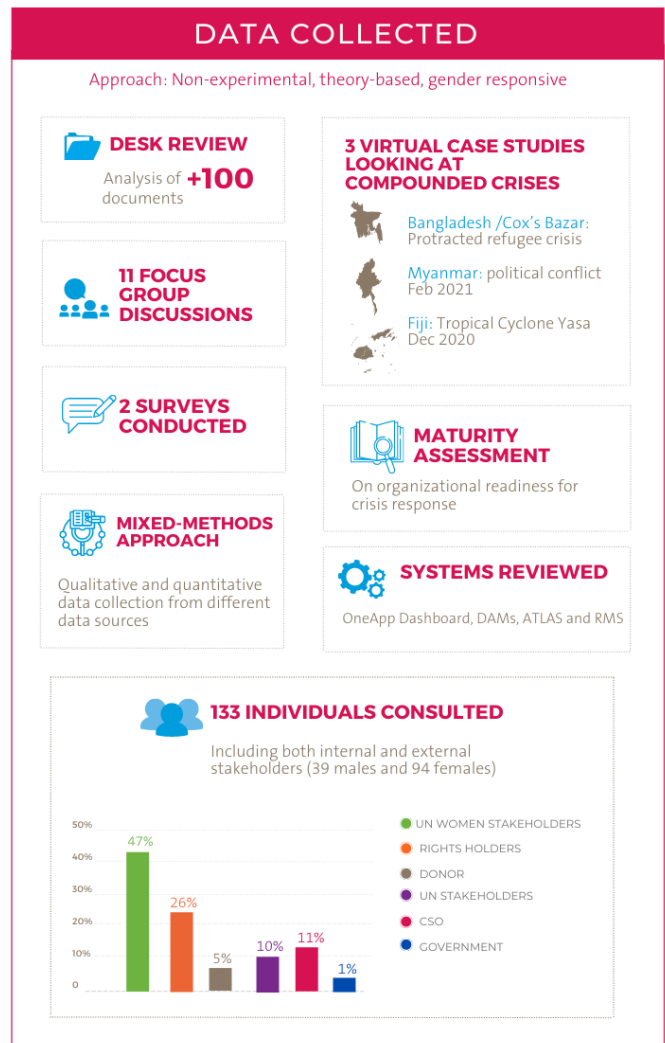 DATA COLLECTED
Approach: Non-experimental, theory-based, gender responsive
DESK REVIEW
Analysis of +100
documents
11 FOCUS
GROUP
DISCUSSIONS
2 SURVEYS
CONDUCTED
MIXED-METHODS
APPROACH
Qualitative and quantitative
data collection from different
data sources
3 VIRTUAL CASE STUDIES
LOOKING AT
COMPOUNDED CRISES
Bangladesh /Cox's Bazar:
Protracted refugee crisis
Myanmar: political conflict
Feb 2021
Fiji: Tropical Cyclone Yasa
Dec 2020
MATURITY
ASSESSMENT
On organizational readiness for
crisis response
SYSTEMS REVIEWED
OneApp Dashboard, DAMs, ATLAS and RMS
133 INDIVIDUALS CONSULTED
Including both internal and external
stakeholders (39 males and 94 females)
50%
40%
30%
20%
10%
0
47%
26%
5%
10%
11%
1%
UN WOMEN STAKEHOLDERS
RIGHTS HOLDERS
DONOR
UN STAKEHOLDERS
CSO
GOVERNMENT